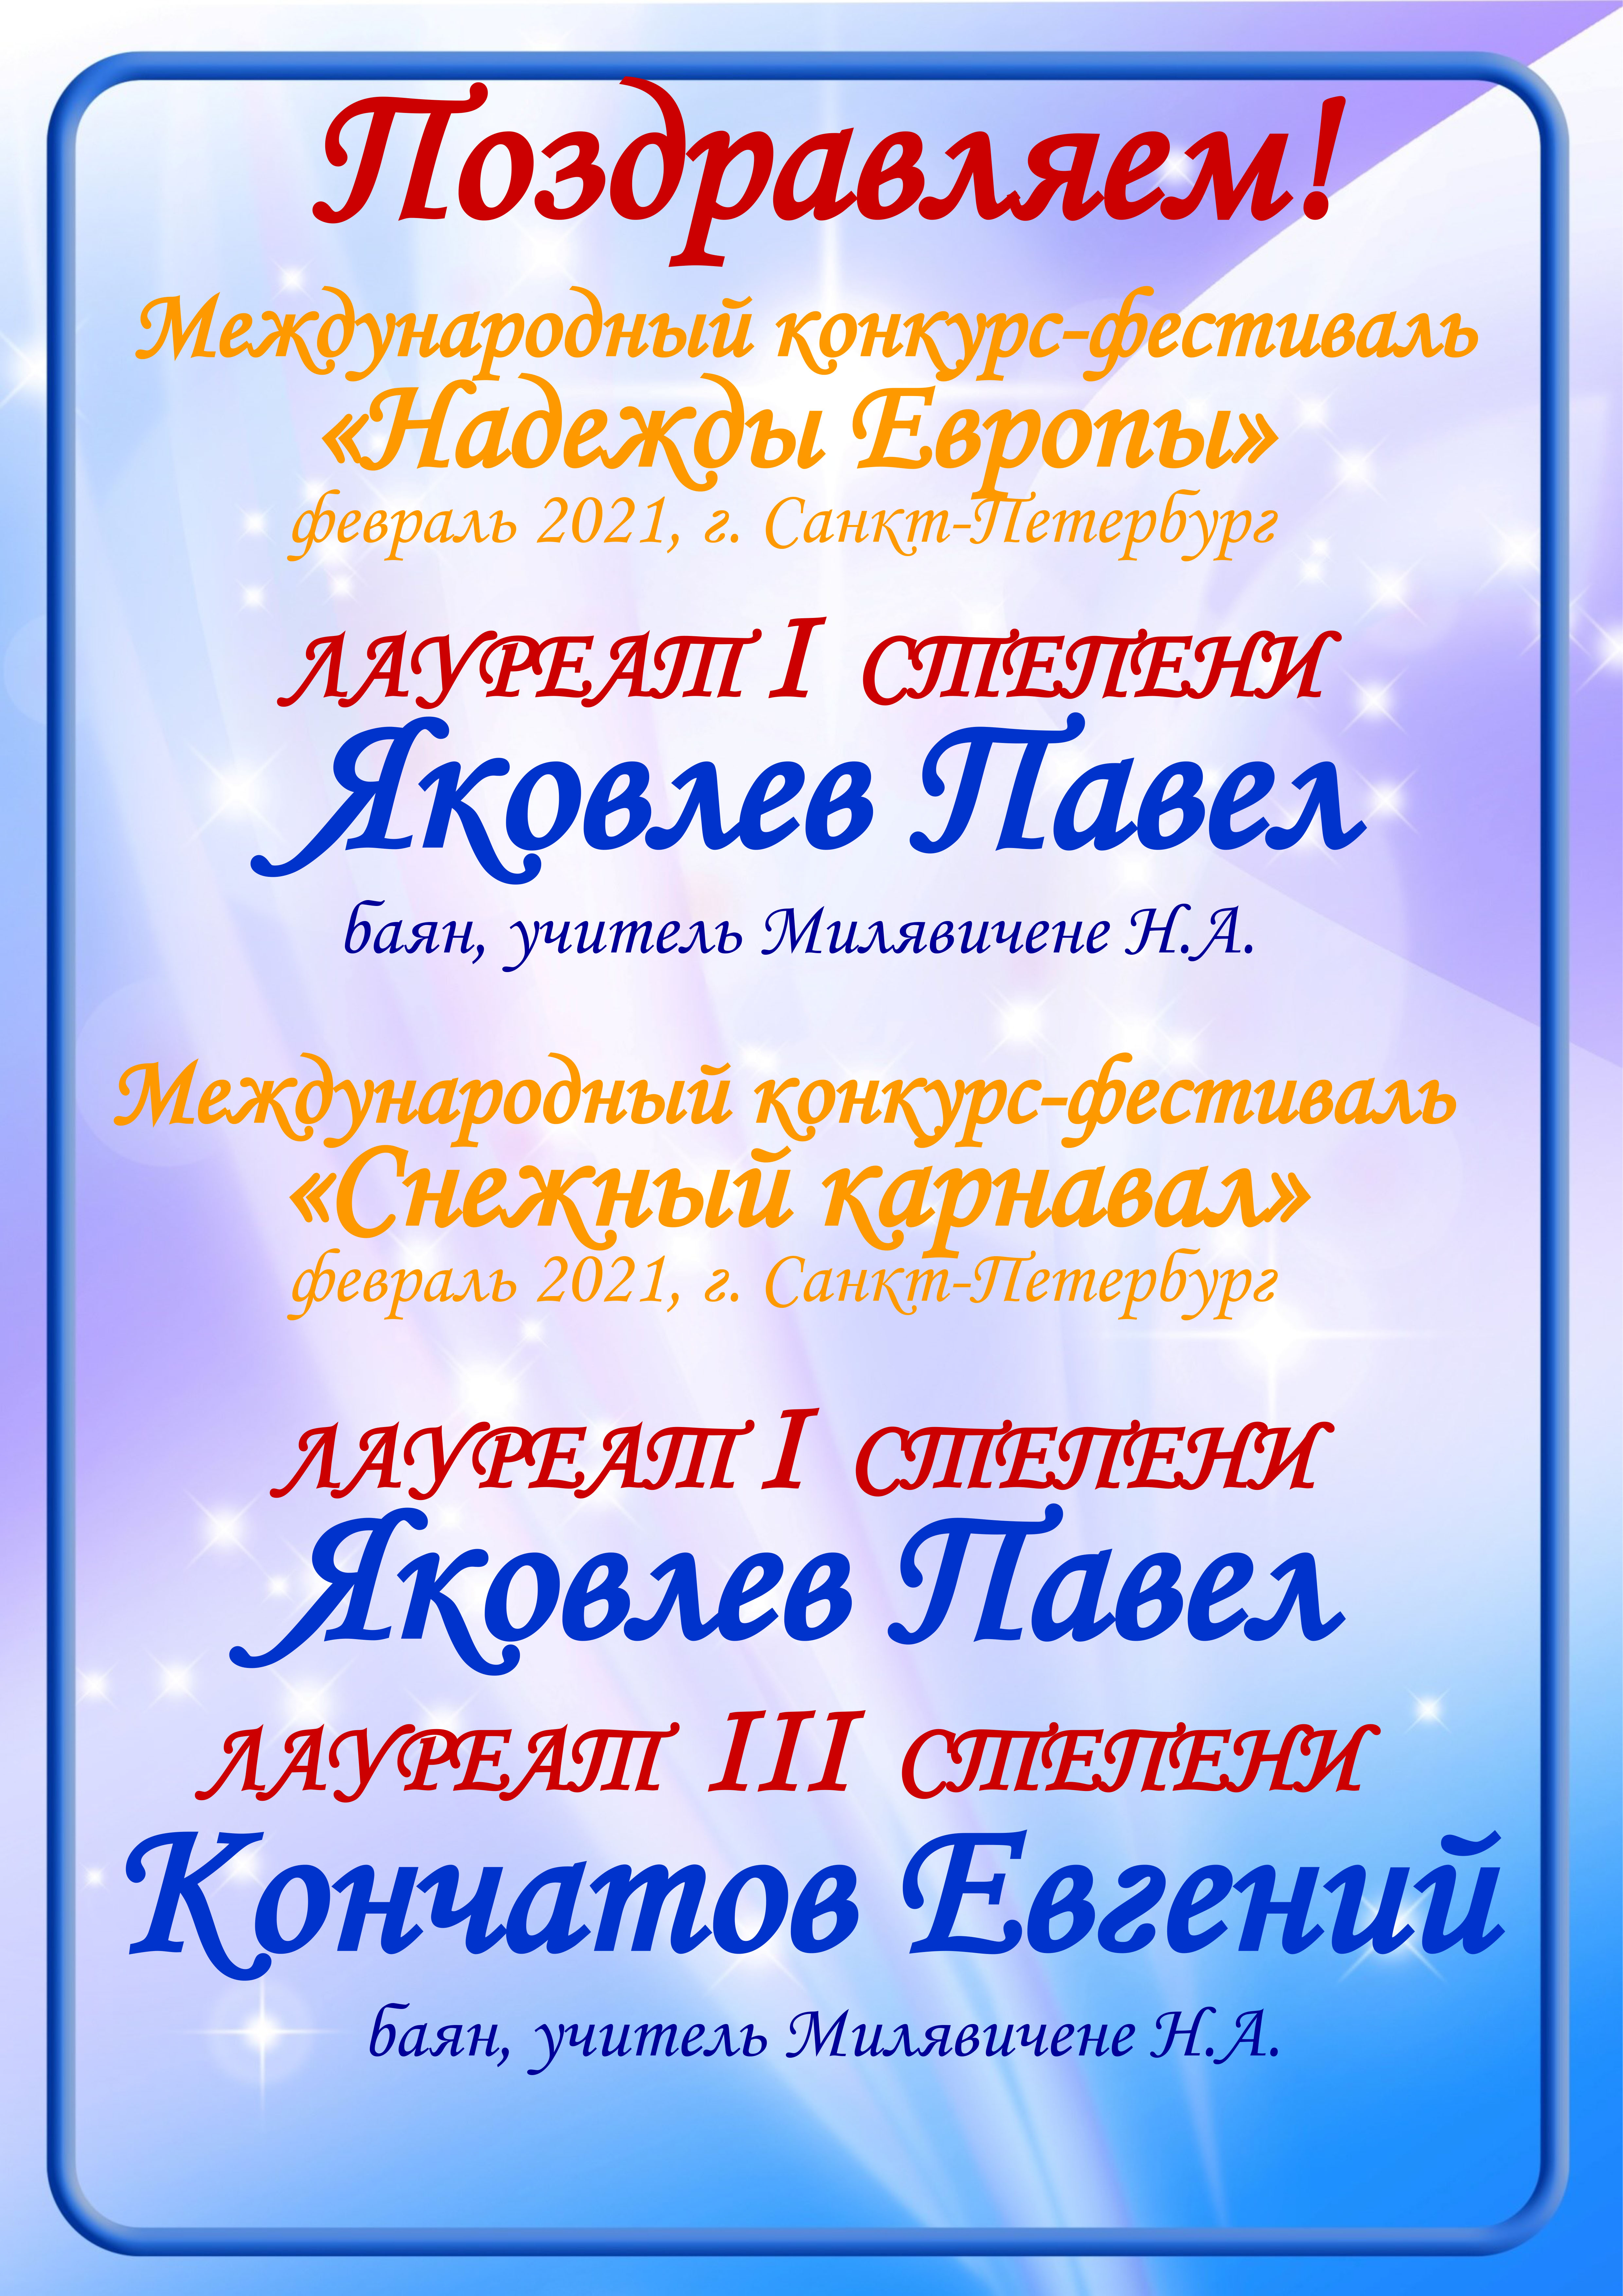 Поздравляем!
Международный конкурс-фестиваль
«Надежды Европы»
февраль 2021, г. Санкт-Петербург
ЛАУРЕАТ I СТЕПЕНИ
Яковлев Павел
баян, учитель Милявичене Н.А.
Международный конкурс-фестиваль
«Снежный карнавал»
февраль 2021, г. Санкт-Петербург
ЛАУРЕАТ I СТЕПЕНИ
Яковлев Павел
ЛАУРЕАТ III СТЕПЕНИ
Кончатов Евгений
баян, учитель Милявичене Н.А.